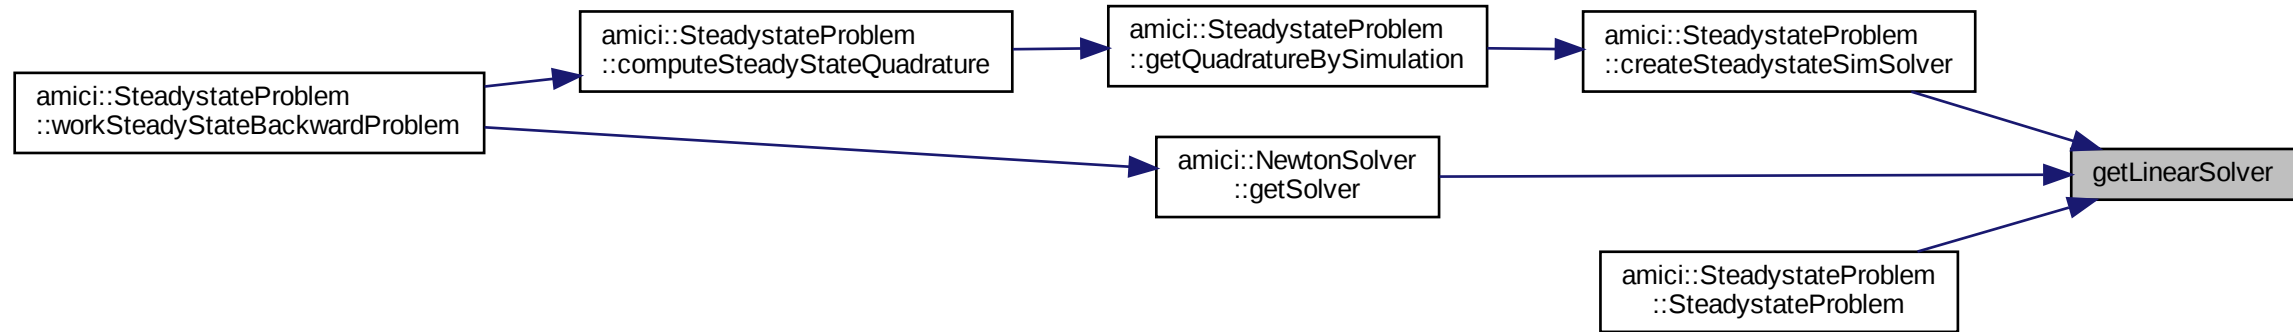 amici::SteadystateProblem
::workSteadyStateBackwardProblem
amici::SteadystateProblem
::computeSteadyStateQuadrature
amici::SteadystateProblem
::getQuadratureBySimulation
amici::SteadystateProblem
::createSteadystateSimSolver
amici::NewtonSolver
::getSolver
getLinearSolver
amici::SteadystateProblem
::SteadystateProblem